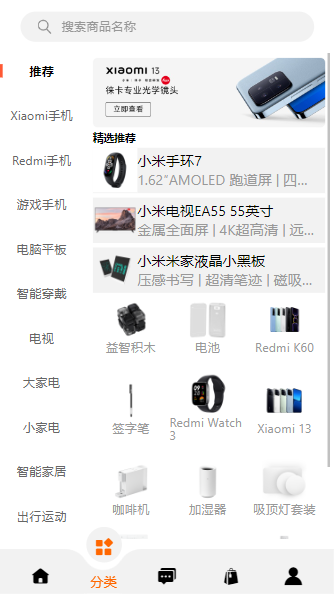 搜索商品名称
推荐
Xiaomi手机
Redmi手机
游戏手机
电脑平板
智能穿戴
电视
大家电
小家电
智能家居
出行运动
xiaomi 13
New
徕卡专业光学镜头
立即查看
精选推荐
小米手环7
1.62"AMOLED 跑道屏 | 四...
小米电视EA55 55英寸
金属全面屏 | 4K超高清 | 远...
小米米家液晶小黑板
压感书写 | 超清笔迹 | 磁吸...
益智积木
电池
Redmi K60
签字笔
Redmi Watch
3
Xiaomi 13
咖啡机
加湿器
吸顶灯套装
分类